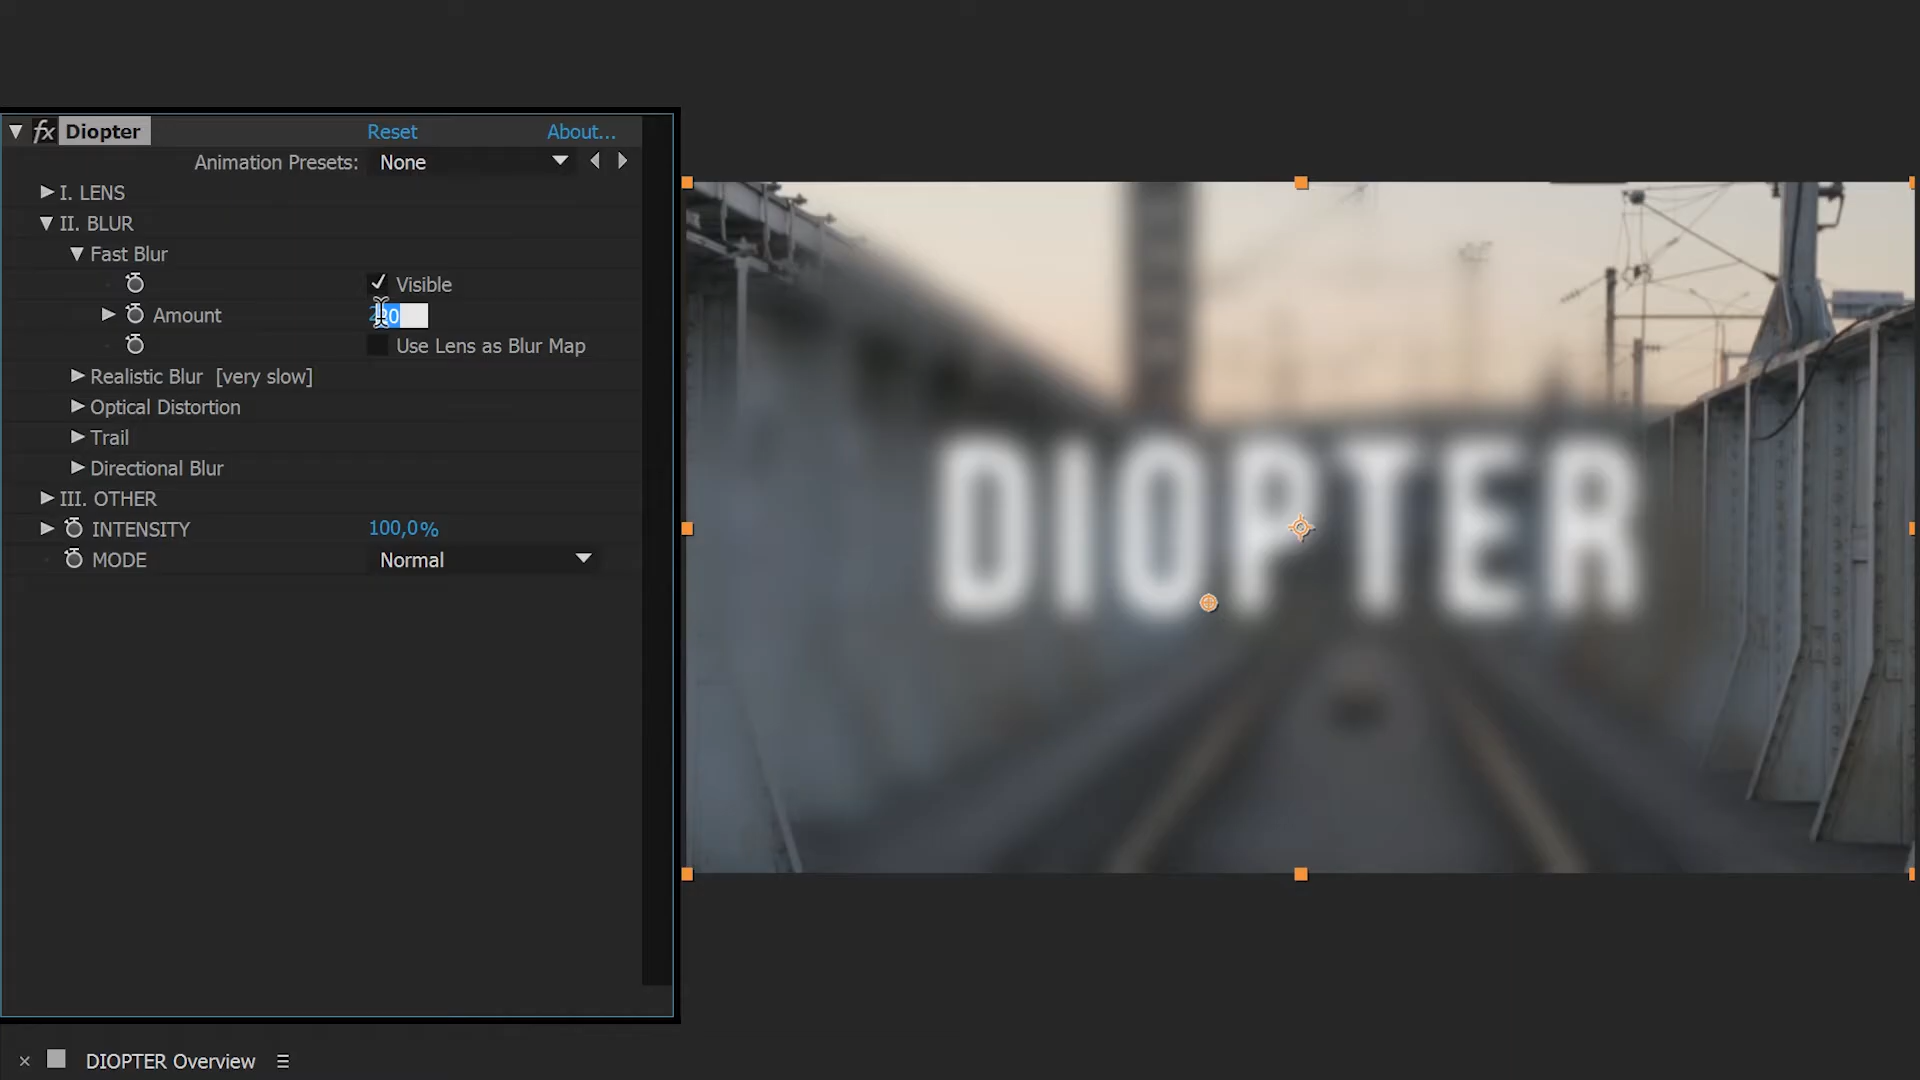 fx Diopter Reset About...
Animation Presets: None
I. LENS
II. BLUR
Fast Blur
Visible
Amount
Use Lens as Blur Map
Realistic Blur [very slow]
Optical Distortion
Trail
Directional Blur
III. OTHER
INTENSITY 100,0%
MODE Normal
DIOPTER
DIOPTER Overview